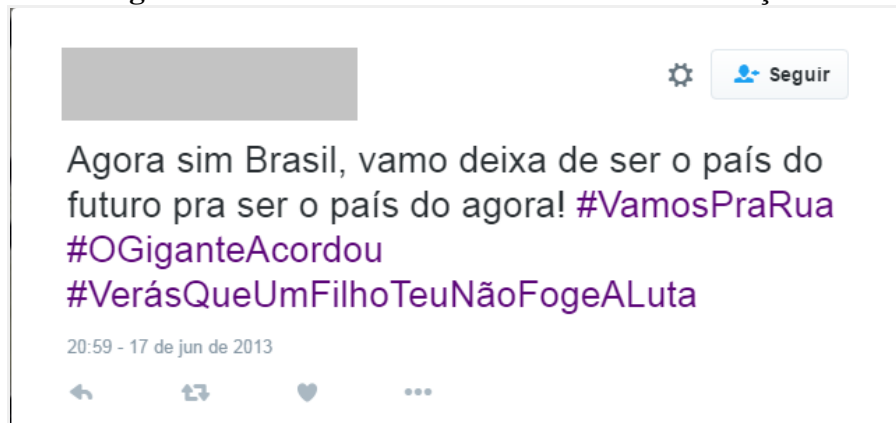 Seguir
Agora sim Brasil, vamo deixa de ser o país do
futuro pra ser o país do agora! #VamosPraRua
#OGiganteAcordou
#VerásQueUmFilhoTeuNãoFogeALuta
20:59 - 17 de jun de 2013